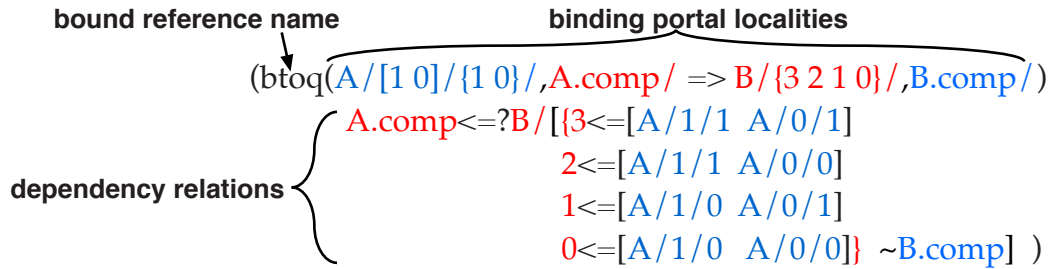 bound reference name binding portal localities
(btoq(A/[1 0]/{1 0}/,A.comp/ => B/{3 2 1 0}/,B.comp/)
A.comp<=?B/[{3<=[A/1/1 A/0/1]
2<=[A/1/1 A/0/0]
dependency relations
1<=[A/1/0 A/0/1]
0<=[A/1/0 A/0/0]} ~B.comp] )